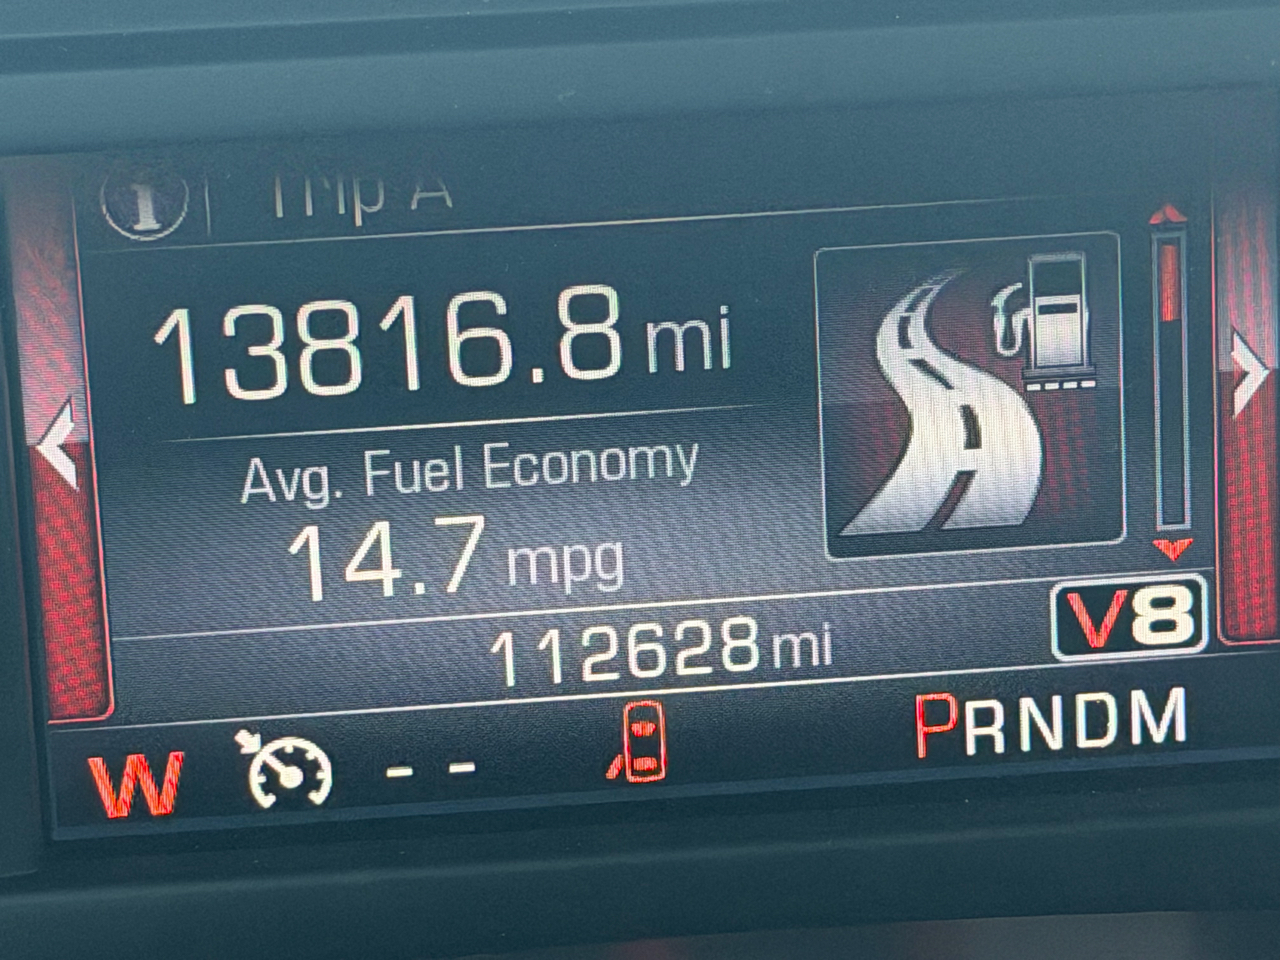 Trip A
13816.8 mi
Avg. Fuel Economy
14.7 mpg
112628 mi
V8
W -- PRNDM